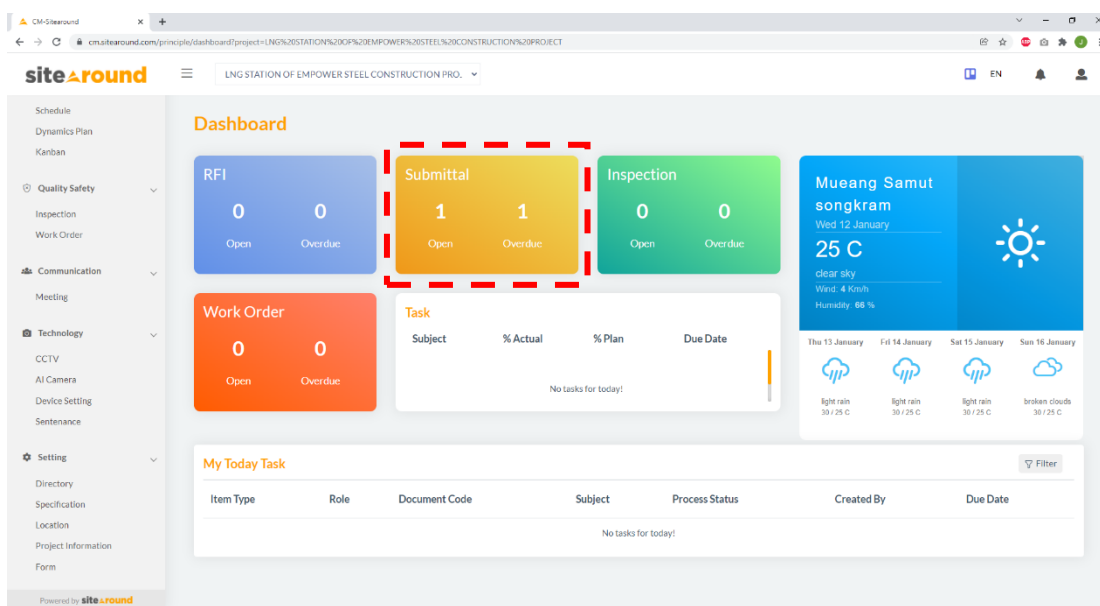 CM-Sitearound
cm.sitearound.com/principle/dashboard?project=LNG%20STATION%20OF%20EMPOWER%20STEEL%20CONSTRUCTION%20PROJECT
sitearound
LNG STATION OF EMPOWER STEEL CONSTRUCTION PRO.
EN
Schedule
Dynamics Plan
Kanban
Quality Safety
Inspection
Work Order
Communication
Meeting
Technology
CCTV
AI Camera
Device Setting
Sentenance
Setting
Directory
Specification
Location
Project Information
Form
Powered by sitearound
Dashboard
RFI
0 0
Open Overdue
Submittal
1 1
Open Overdue
Inspection
0 0
Open Overdue
Work Order
0 0
Open Overdue
Task
Subject % Actual % Plan Due Date
No tasks for today!
Mueang Samut
songkram
Wed 12 January
25 C
clear sky
Wind: 4 Km/h
Humidity: 66 %
Thu 13 January Fri 14 January Sat 15 January Sun 16 January
light rain light rain light rain broken clouds
30 / 25 C 30 / 25 C 30 / 25 C 30 / 25 C
My Today Task
Filter
Item Type Role Document Code Subject Process Status Created By Due Date
No tasks for today!